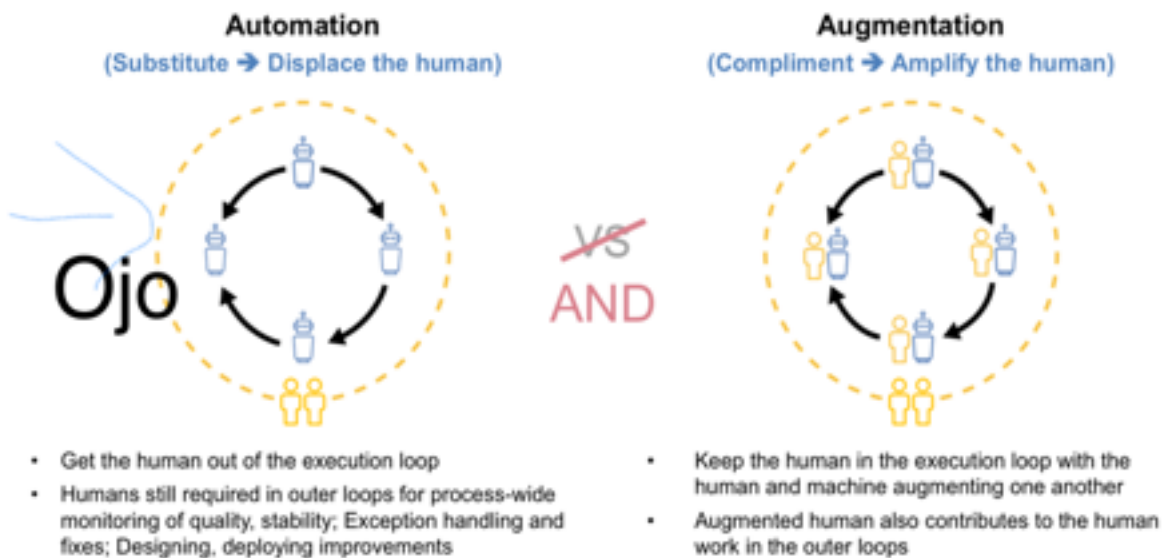 Automation
(Substitute ➔ Displace the human)
Ojo
• Get the human out of the execution loop
• Humans still required in outer loops for process-wide
monitoring of quality, stability; Exception handling and
fixes; Designing, deploying improvements
VS
AND
Augmentation
(Compliment ➔ Amplify the human)
• Keep the human in the execution loop with the
human and machine augmenting one another
• Augmented human also contributes to the human
work in the outer loops